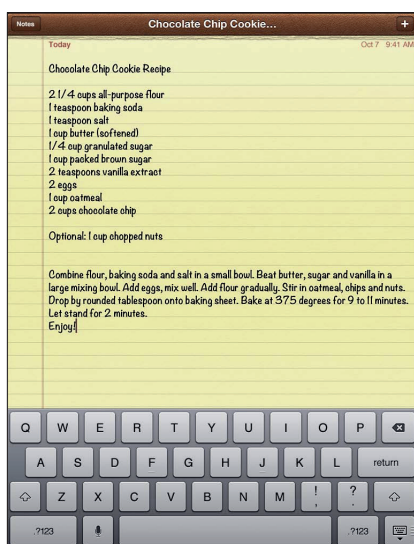 Notes
Chocolate Chip Cookie...
+
Today
Oct 7 9:41 AM
Chocolate Chip Cookie Recipe
2 1/4 cups all-purpose flour
1 teaspoon baking soda
1 teaspoon salt
1 cup butter (softened)
1/4 cup granulated sugar
1 cup packed brown sugar
2 teaspoons vanilla extract
2 eggs
1 cup oatmeal
2 cups chocolate chip
Optional: 1 cup chopped nuts
Combine flour, baking soda and salt in a small bowl. Beat butter, sugar and vanilla in a
large mixing bowl. Add eggs, mix well. Add flour gradually. Stir in oatmeal, chips and nuts.
Drop by rounded tablespoon onto baking sheet. Bake at 375 degrees for 9 to 11 minutes.
Let stand for 2 minutes.
Enjoy!
Q W E R T Y U I O P
A S D F G H J K L return
Z X C V B N M ! , ? .
.?123 .?123